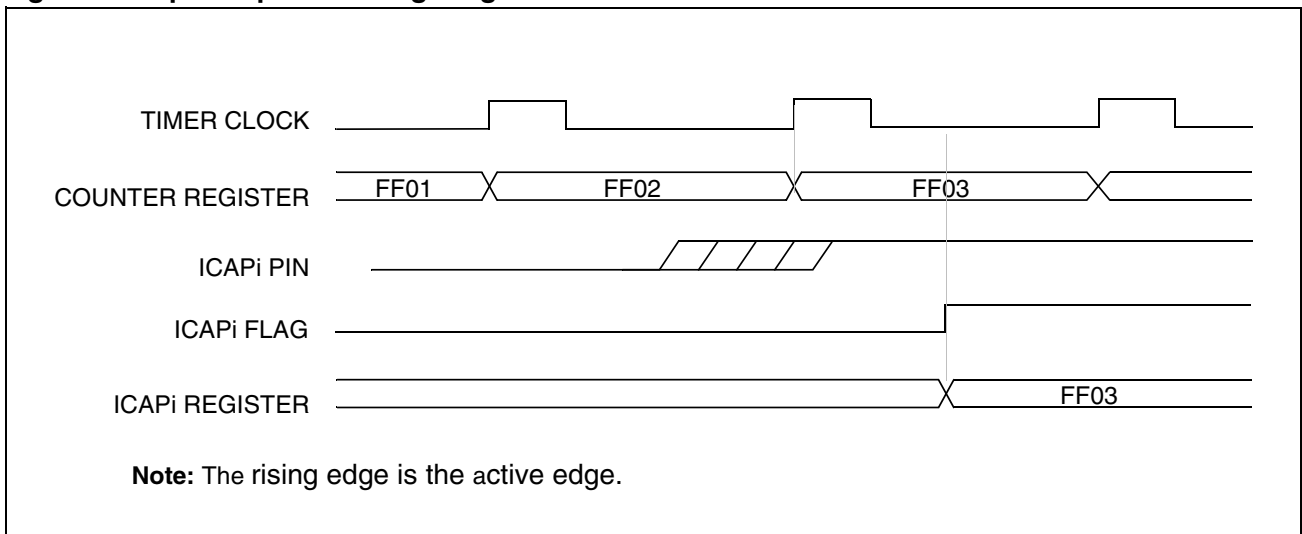 TIMER CLOCK
COUNTER REGISTER FF01 FF02 FF03
ICAPi PIN
ICAPi FLAG
ICAPi REGISTER FF03
Note: The rising edge is the active edge.